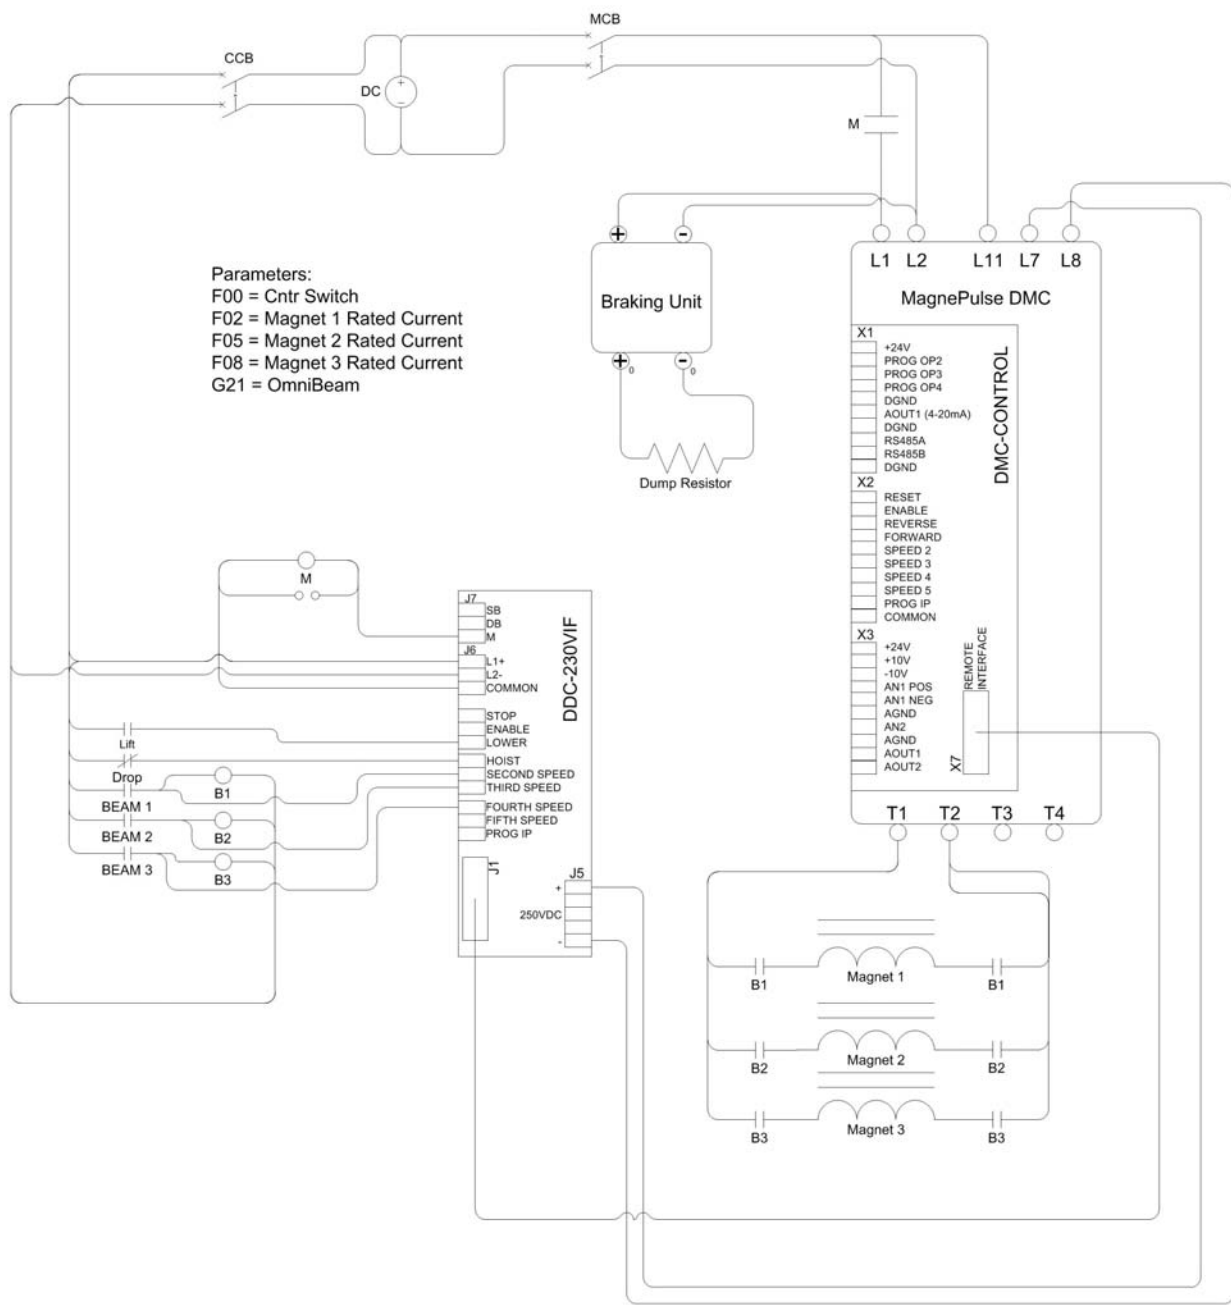 MCB
CCB
DC
+
−
M
+
-
L1
L2
L11
L7
L8
Braking Unit
MagnePulse DMC
Parameters:
F00 = Cntr Switch
F02 = Magnet 1 Rated Current
F05 = Magnet 2 Rated Current
F08 = Magnet 3 Rated Current
G21 = OmniBeam
+
0
-
0
Dump Resistor
DMC-CONTROL
X1
+24V
PROG OP2
PROG OP3
PROG OP4
DGND
AOUT1 (4-20mA)
DGND
RS485A
RS485B
DGND
X2
RESET
ENABLE
REVERSE
FORWARD
SPEED 2
SPEED 3
SPEED 4
SPEED 5
PROG IP
COMMON
X3
+24V
+10V
-10V
AN1 POS
AN1 NEG
AGND
AN2
AGND
AOUT1
AOUT2
REMOTE
INTERFACE
X7
M
DDC-230VIF
J7
SB
DB
M
J6
L1+
L2-
COMMON
STOP
ENABLE
LOWER
HOIST
SECOND SPEED
THIRD SPEED
FOURTH SPEED
FIFTH SPEED
PROG IP
J1
J5
+
250VDC
-
Lift
Drop
B1
BEAM 1
B2
BEAM 2
B3
BEAM 3
T1
T2
T3
T4
B1
Magnet 1
B1
B2
Magnet 2
B2
B3
Magnet 3
B3